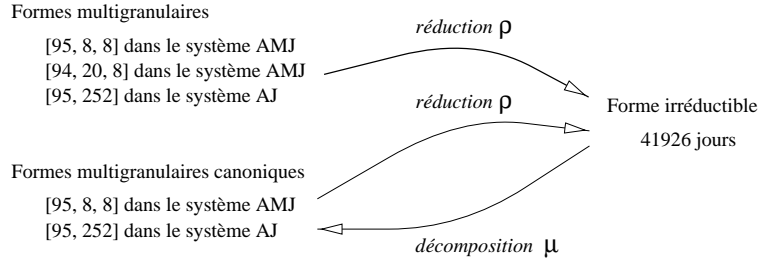 Formes multigranulaires
[95, 8, 8] dans le système AMJ
[94, 20, 8] dans le système AMJ
[95, 252] dans le système AJ
réduction ρ
réduction ρ
Forme irréductible
41926 jours
Formes multigranulaires canoniques
[95, 8, 8] dans le système AMJ
[95, 252] dans le système AJ
décomposition μ